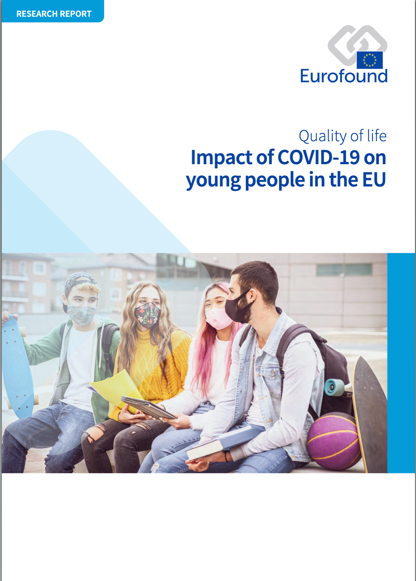 RESEARCH REPORT
Eurofound
Quality of life
Impact of COVID-19 on
young people in the EU